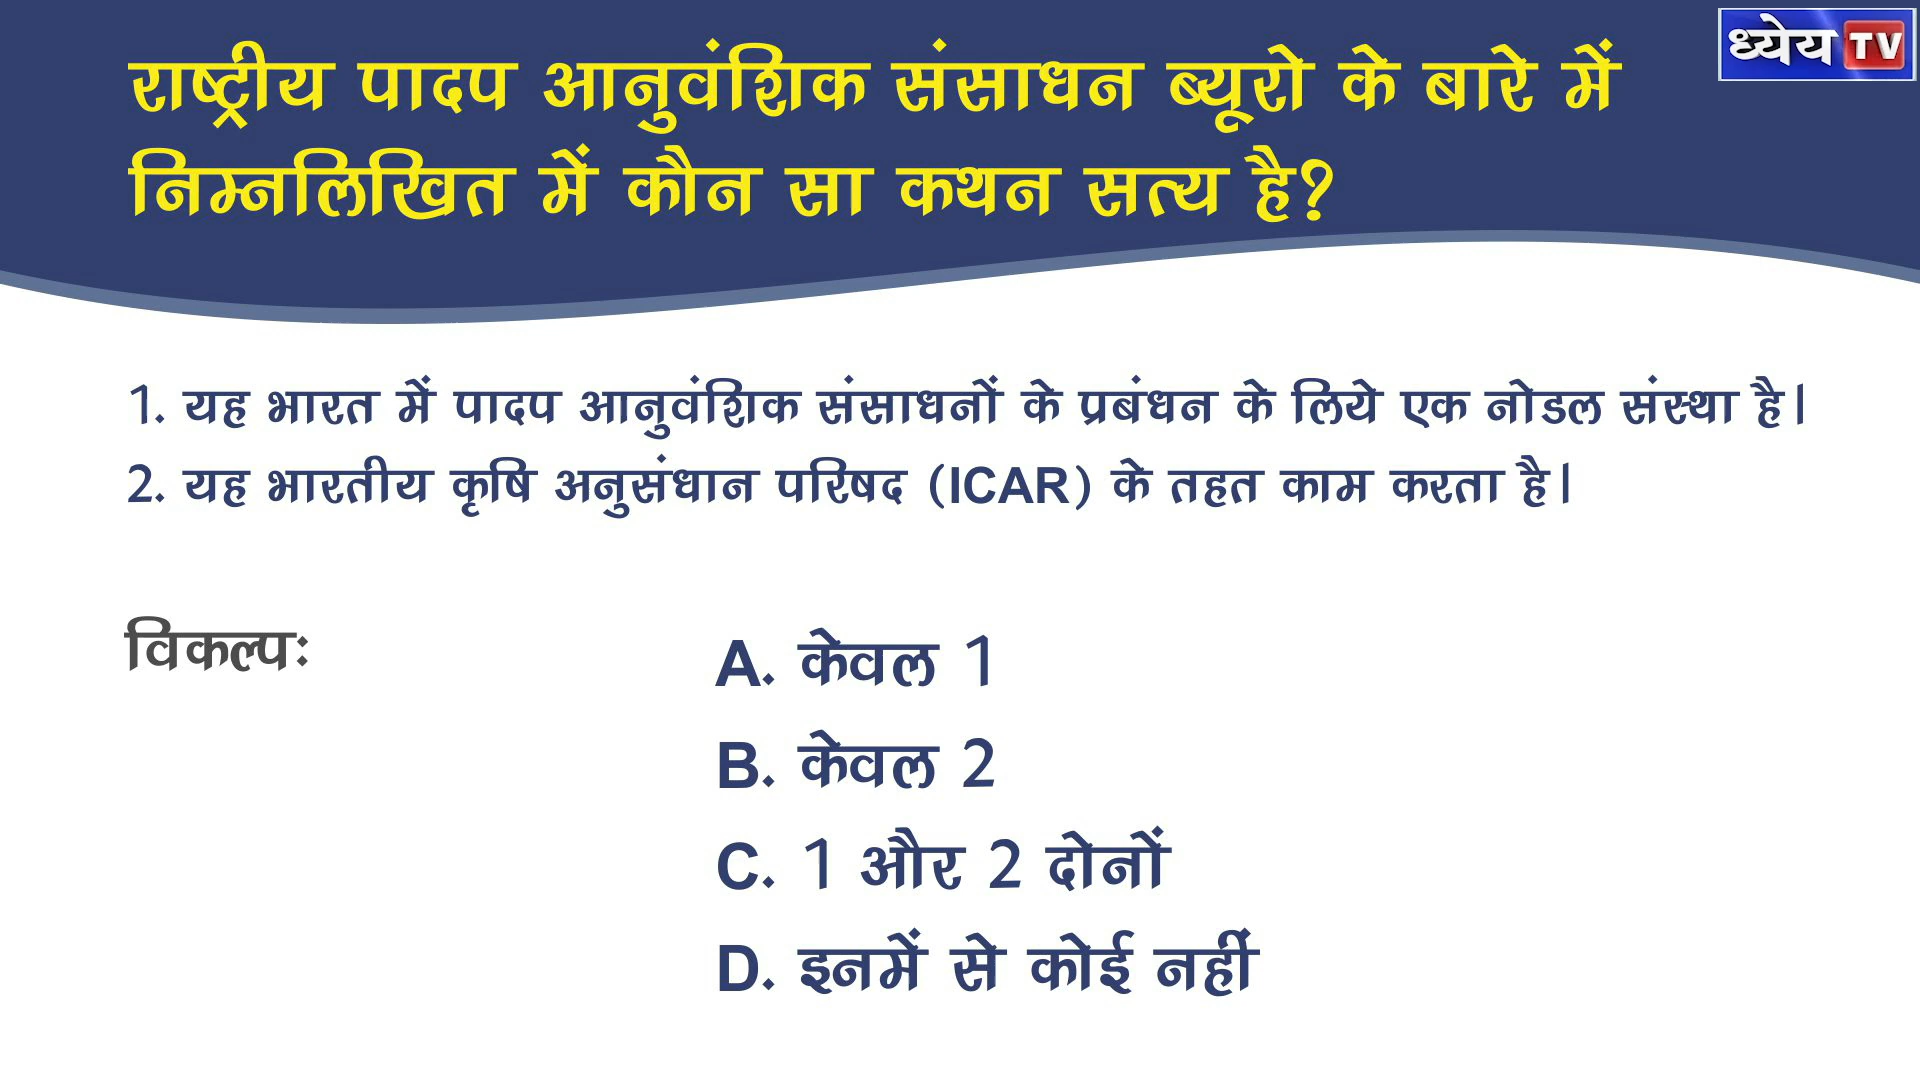 ध्येय TV
राष्ट्रीय पादप आनुवंशिक संसाधन ब्यूरो के बारे में
निम्नलिखित में कौन सा कथन सत्य है?
1. यह भारत में पादप आनुवंशिक संसाधनों के प्रबंधन के लिये एक नोडल संस्था है।
2. यह भारतीय कृषि अनुसंधान परिषद (ICAR) के तहत काम करता है।
विकल्पः
A. केवल 1
B. केवल 2
C. 1 और 2 दोनों
D. इनमें से कोई नहीं